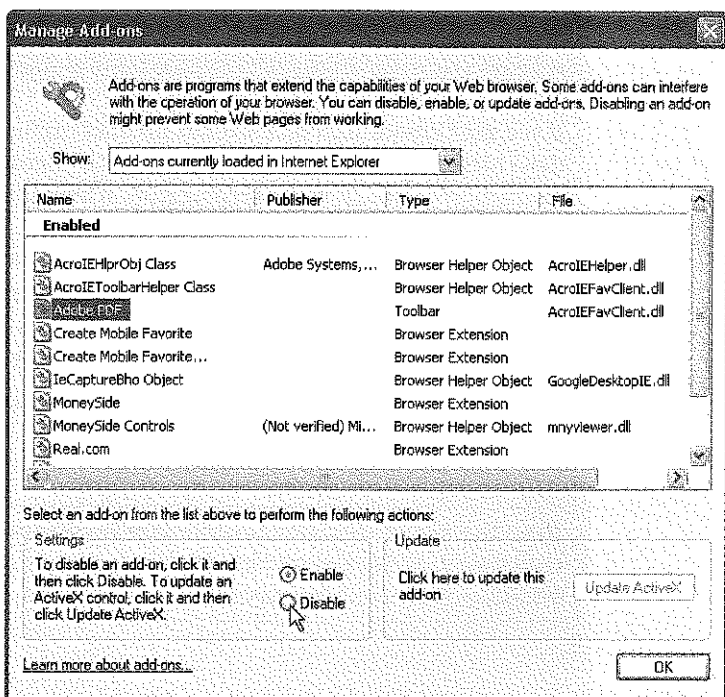 Manage Add-ons
Add-ons are programs that extend the capabilities of your Web browser. Some add-ons can interfere
with the operation of your browser. You can disable, enable, or update add-ons. Disabling an add-on
might prevent some Web pages from working.
Show: Add-ons currently loaded in Internet Explorer
Name Publisher Type File
Enabled
AcroIEHlprObj Class Adobe Systems,... Browser Helper Object AcroIEHelper.dll
AcroIEToolbarHelper Class Browser Helper Object AcroIEFavClient.dll
Adobe PDF Toolbar AcroIEFavClient.dll
Create Mobile Favorite Browser Extension
Create Mobile Favorite... Browser Extension
IeCaptureBho Object Browser Helper Object GoogleDesktopIE.dll
MoneySide Browser Extension
MoneySide Controls (Not verified) Mi... Browser Helper Object mnyviewer.dll
Real.com Browser Extension
Select an add-on from the list above to perform the following actions:
Settings
To disable an add-on, click it and
then click Disable. To update an
ActiveX control, click it and then
click Update ActiveX.
Enable
Disable
Update
Click here to update this
add-on
Update ActiveX
Learn more about add-ons...
OK